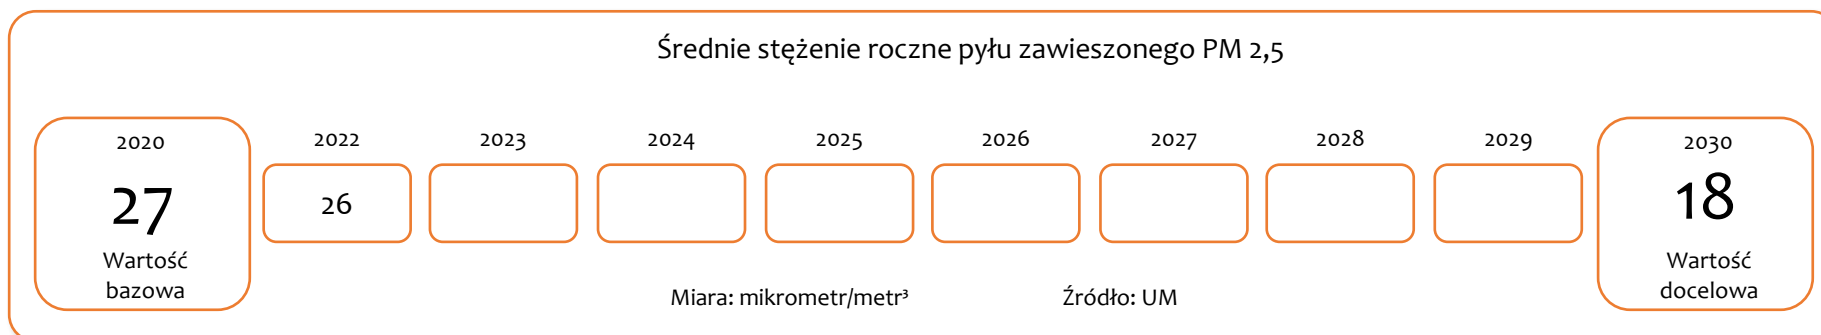 Średnie stężenie roczne pyłu zawieszonego PM 2,5
2020
27
Wartość
bazowa
2022
26
2023
2024
2025
2026
2027
2028
2029
2030
18
Wartość
docelowa
Miara: mikrometr/metr³
Źródło: UM